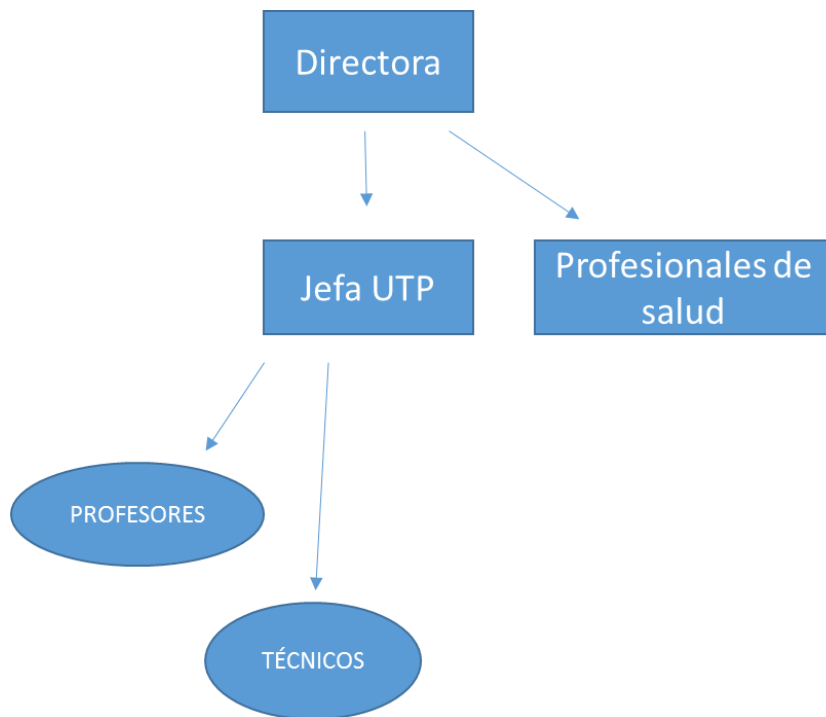 Directora
Jefa UTP
Profesionales de
salud
PROFESORES
TÉCNICOS